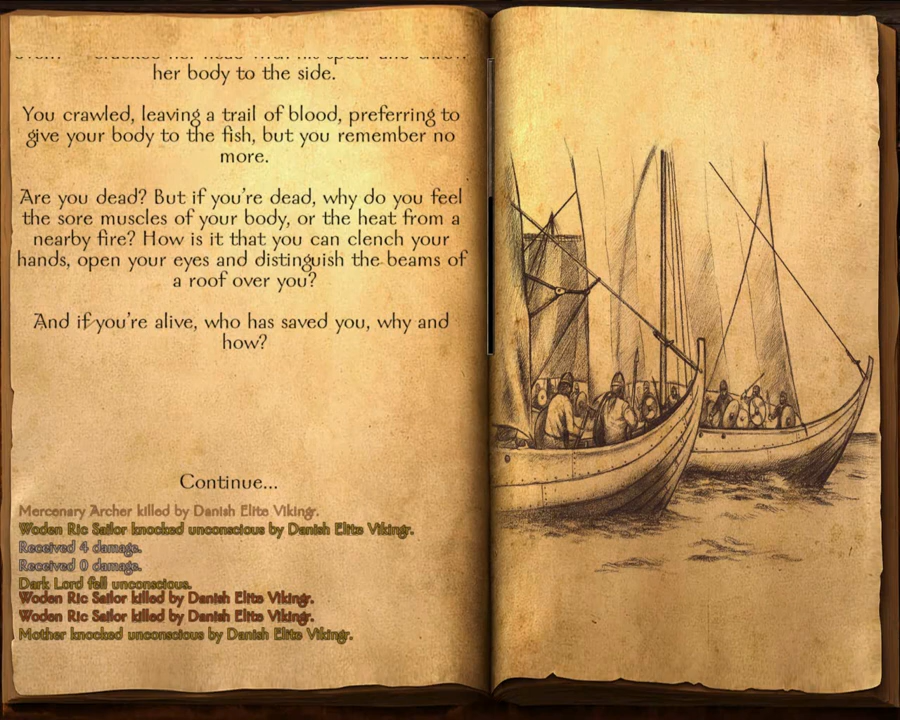 her body to the side.
You crawled, leaving a trail of blood, preferring to
give your body to the fish, but you remember no
more.
Are you dead? But if you're dead, why do you feel
the sore muscles of your body, or the heat from a
nearby fire? How is it that you can clench your
hands, open your eyes and distinguish the beams of
a roof over you?
And if you're alive, who has saved you, why and
how?
Continue...
Mercenary Archer killed by Danish Elite Vikingr.
Woden Ric Sailor knocked unconscious by Danish Elite Vikingr.
Received 4 damage.
Received 0 damage.
Dark Lord fell unconscious.
Woden Ric Sailor killed by Danish Elite Vikingr.
Woden Ric Sailor killed by Danish Elite Vikingr.
Mother knocked unconscious by Danish Elite Vikingr.